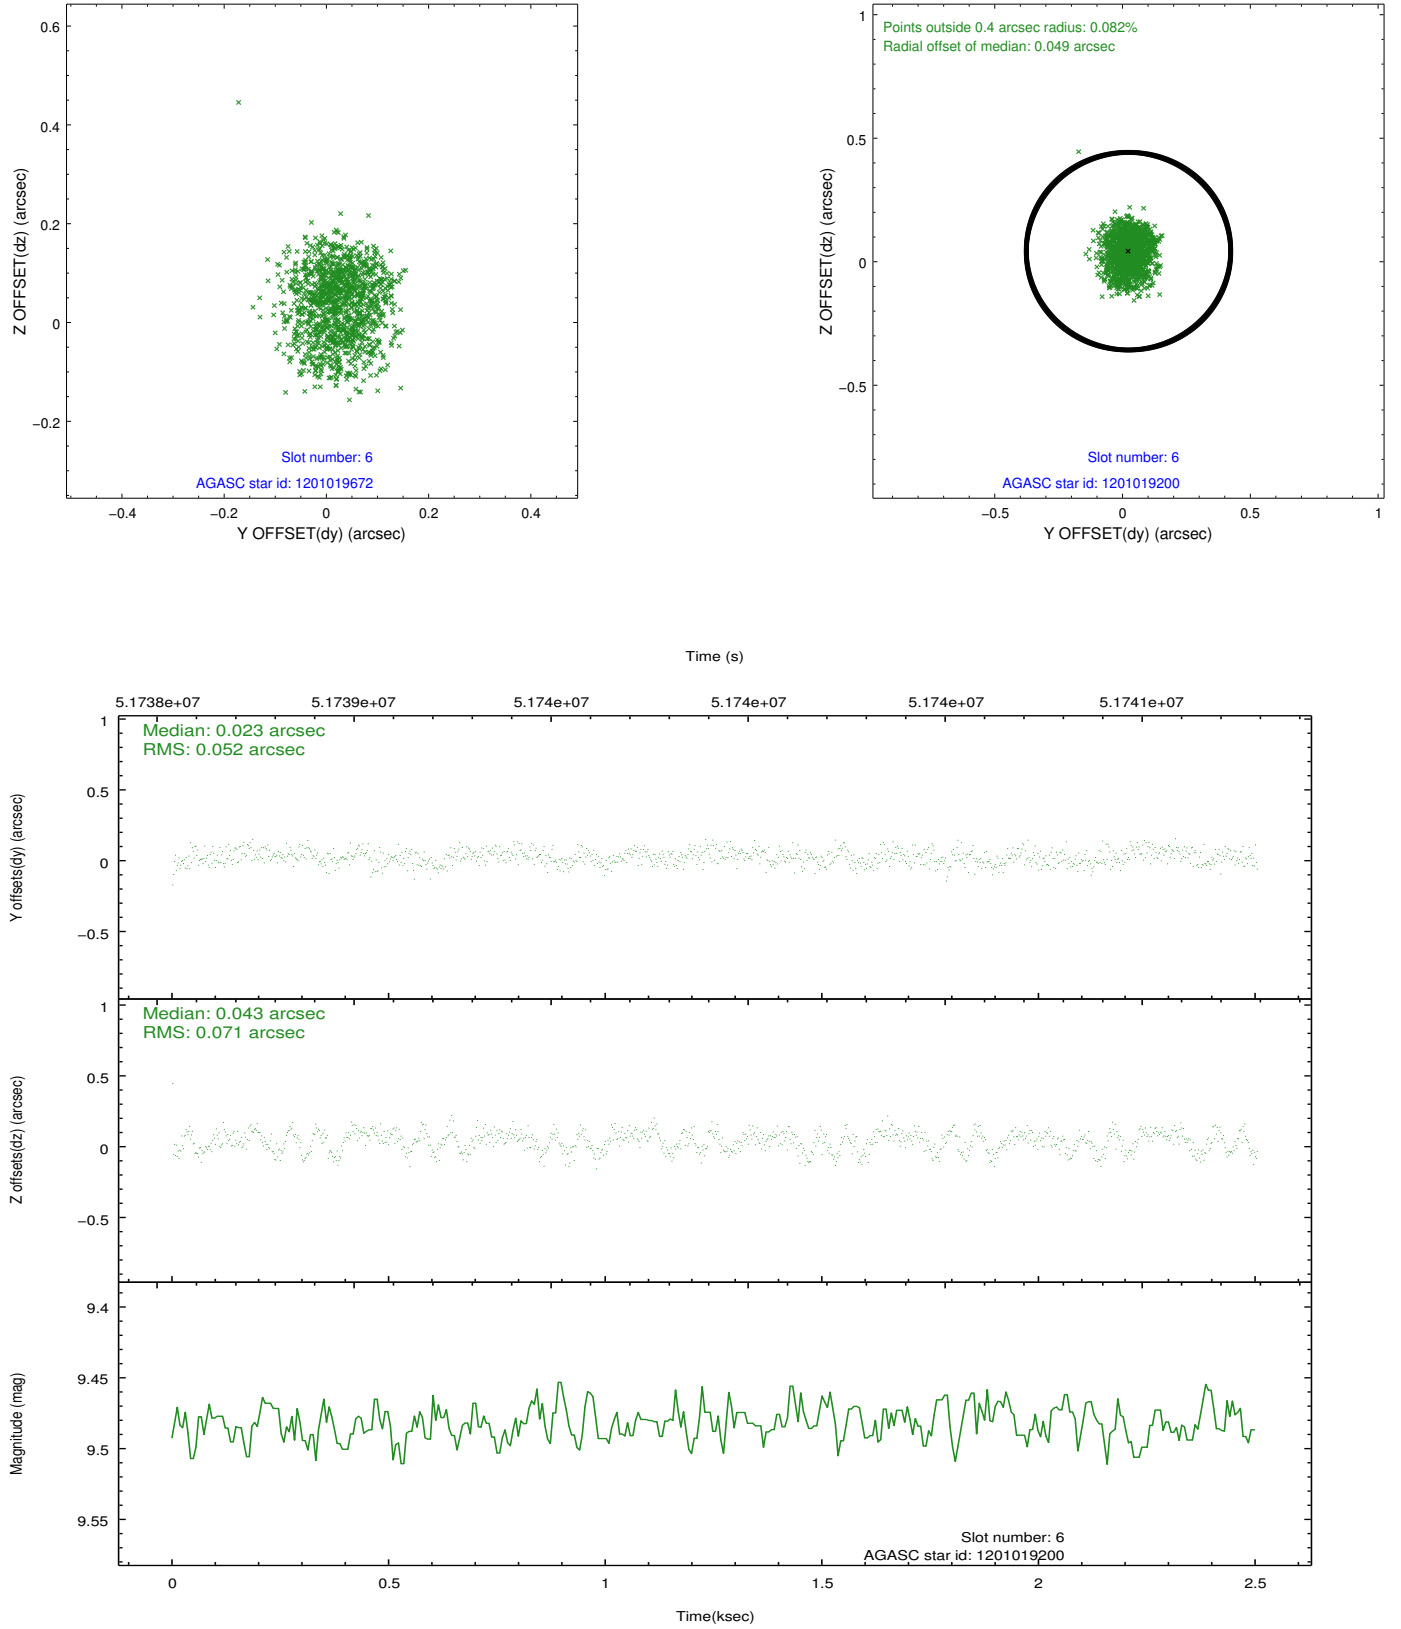 0.6
0.4
0.2
0
−0.2
Z OFFSET(dz) (arcsec)
Slot number: 6
AGASC star id: 1201019672
−0.4 −0.2 0 0.2 0.4
Y OFFSET(dy) (arcsec)
Points outside 0.4 arcsec radius: 0.082%
Radial offset of median: 0.049 arcsec
1
0.5
0
−0.5
Z OFFSET(dz) (arcsec)
Slot number: 6
AGASC star id: 1201019200
−0.5 0 0.5 1
Y OFFSET(dy) (arcsec)
Time (s)
5.1738e+07 5.1739e+07 5.174e+07 5.174e+07 5.174e+07 5.1741e+07
Median: 0.023 arcsec
RMS: 0.052 arcsec
1
0.5
0
−0.5
Y offsets(dy) (arcsec)
Median: 0.043 arcsec
RMS: 0.071 arcsec
1
0.5
0
−0.5
Z offsets(dz) (arcsec)
9.4
9.45
9.5
9.55
Magnitude (mag)
Slot number: 6
AGASC star id: 1201019200
0 0.5 1 1.5 2 2.5
Time(ksec)